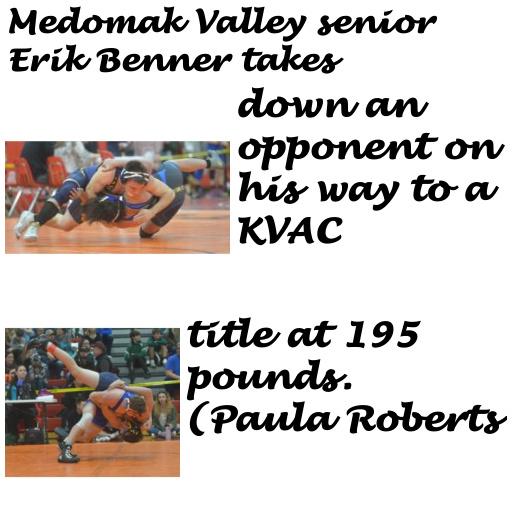 Medomak Valley senior
Erik Benner takes
down an
opponent on
his way to a
KVAC
title at 195
pounds.
(Paula Roberts